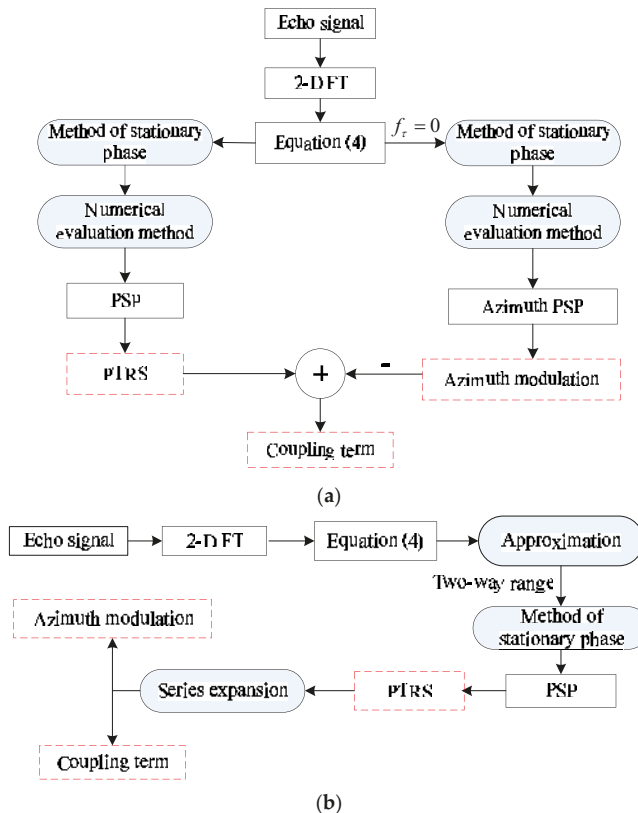 Echo signal
2-D FT
Method of stationary
phase
Equation (4)
f_τ = 0
Method of stationary
phase
Numerical
evaluation method
Numerical
evaluation method
PSP
Azimuth PSP
PTRS
+
-
Azimuth modulation
Coupling term
(a)
Echo signal
2-D FT
Equation (4)
Approximation
Two-way range
Azimuth modulation
Method of
stationary phase
Series expansion
PTRS
PSP
Coupling term
(b)